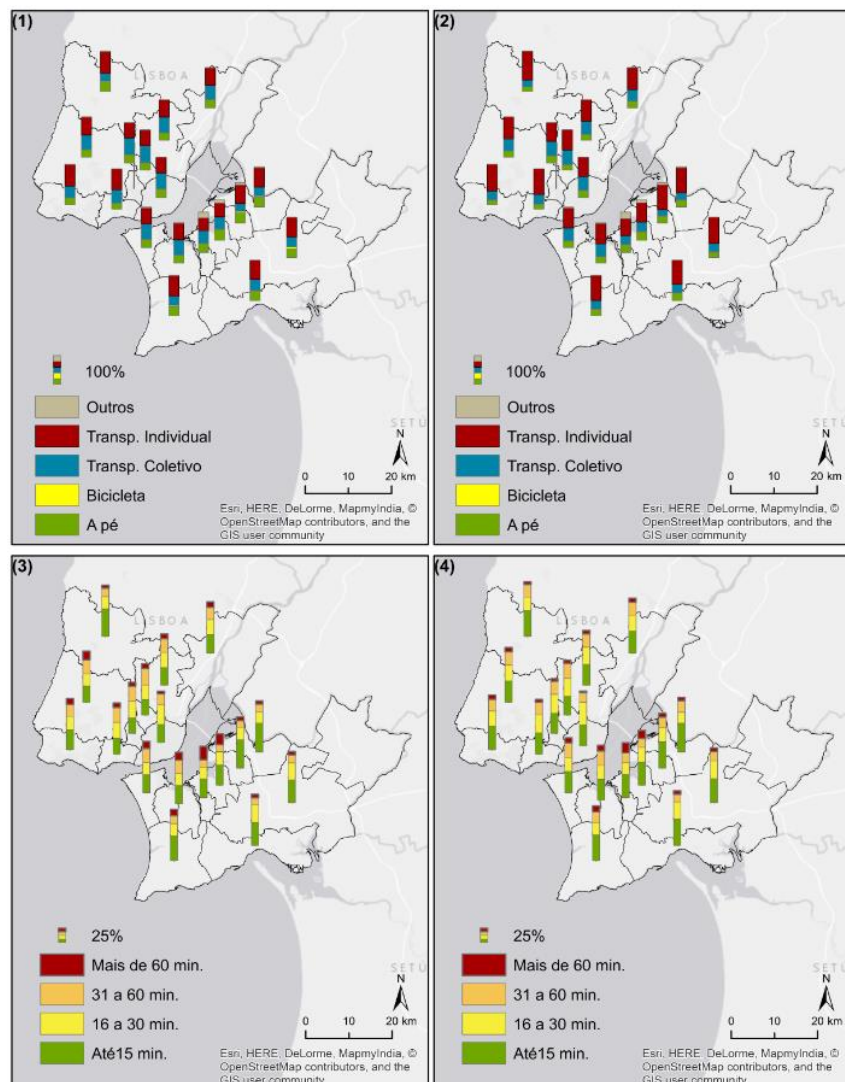 (1)
LISBOA
100%
Outros
Transp. Individual
Transp. Coletivo
Bicicleta
A pé
N
0 10 20 km
Esri, HERE, DeLorme, MapmyIndia, ©
OpenStreetMap contributors, and the
GIS user community
(2)
LISBOA
100%
Outros
Transp. Individual
Transp. Coletivo
Bicicleta
A pé
SETÚ
N
0 10 20 km
Esri, HERE, DeLorme, MapmyIndia, ©
OpenStreetMap contributors, and the
GIS user community
(3)
LISBOA
25%
Mais de 60 min.
31 a 60 min.
16 a 30 min.
Até15 min.
SETÚ
N
0 10 20 km
Esri, HERE, DeLorme, MapmyIndia, ©
OpenStreetMap contributors, and the
GIS user community
(4)
LISBOA
25%
Mais de 60 min.
31 a 60 min.
16 a 30 min.
Até15 min.
SETÚ
N
0 10 20 km
Esri, HERE, DeLorme, MapmyIndia, ©
OpenStreetMap contributors, and the
GIS user community